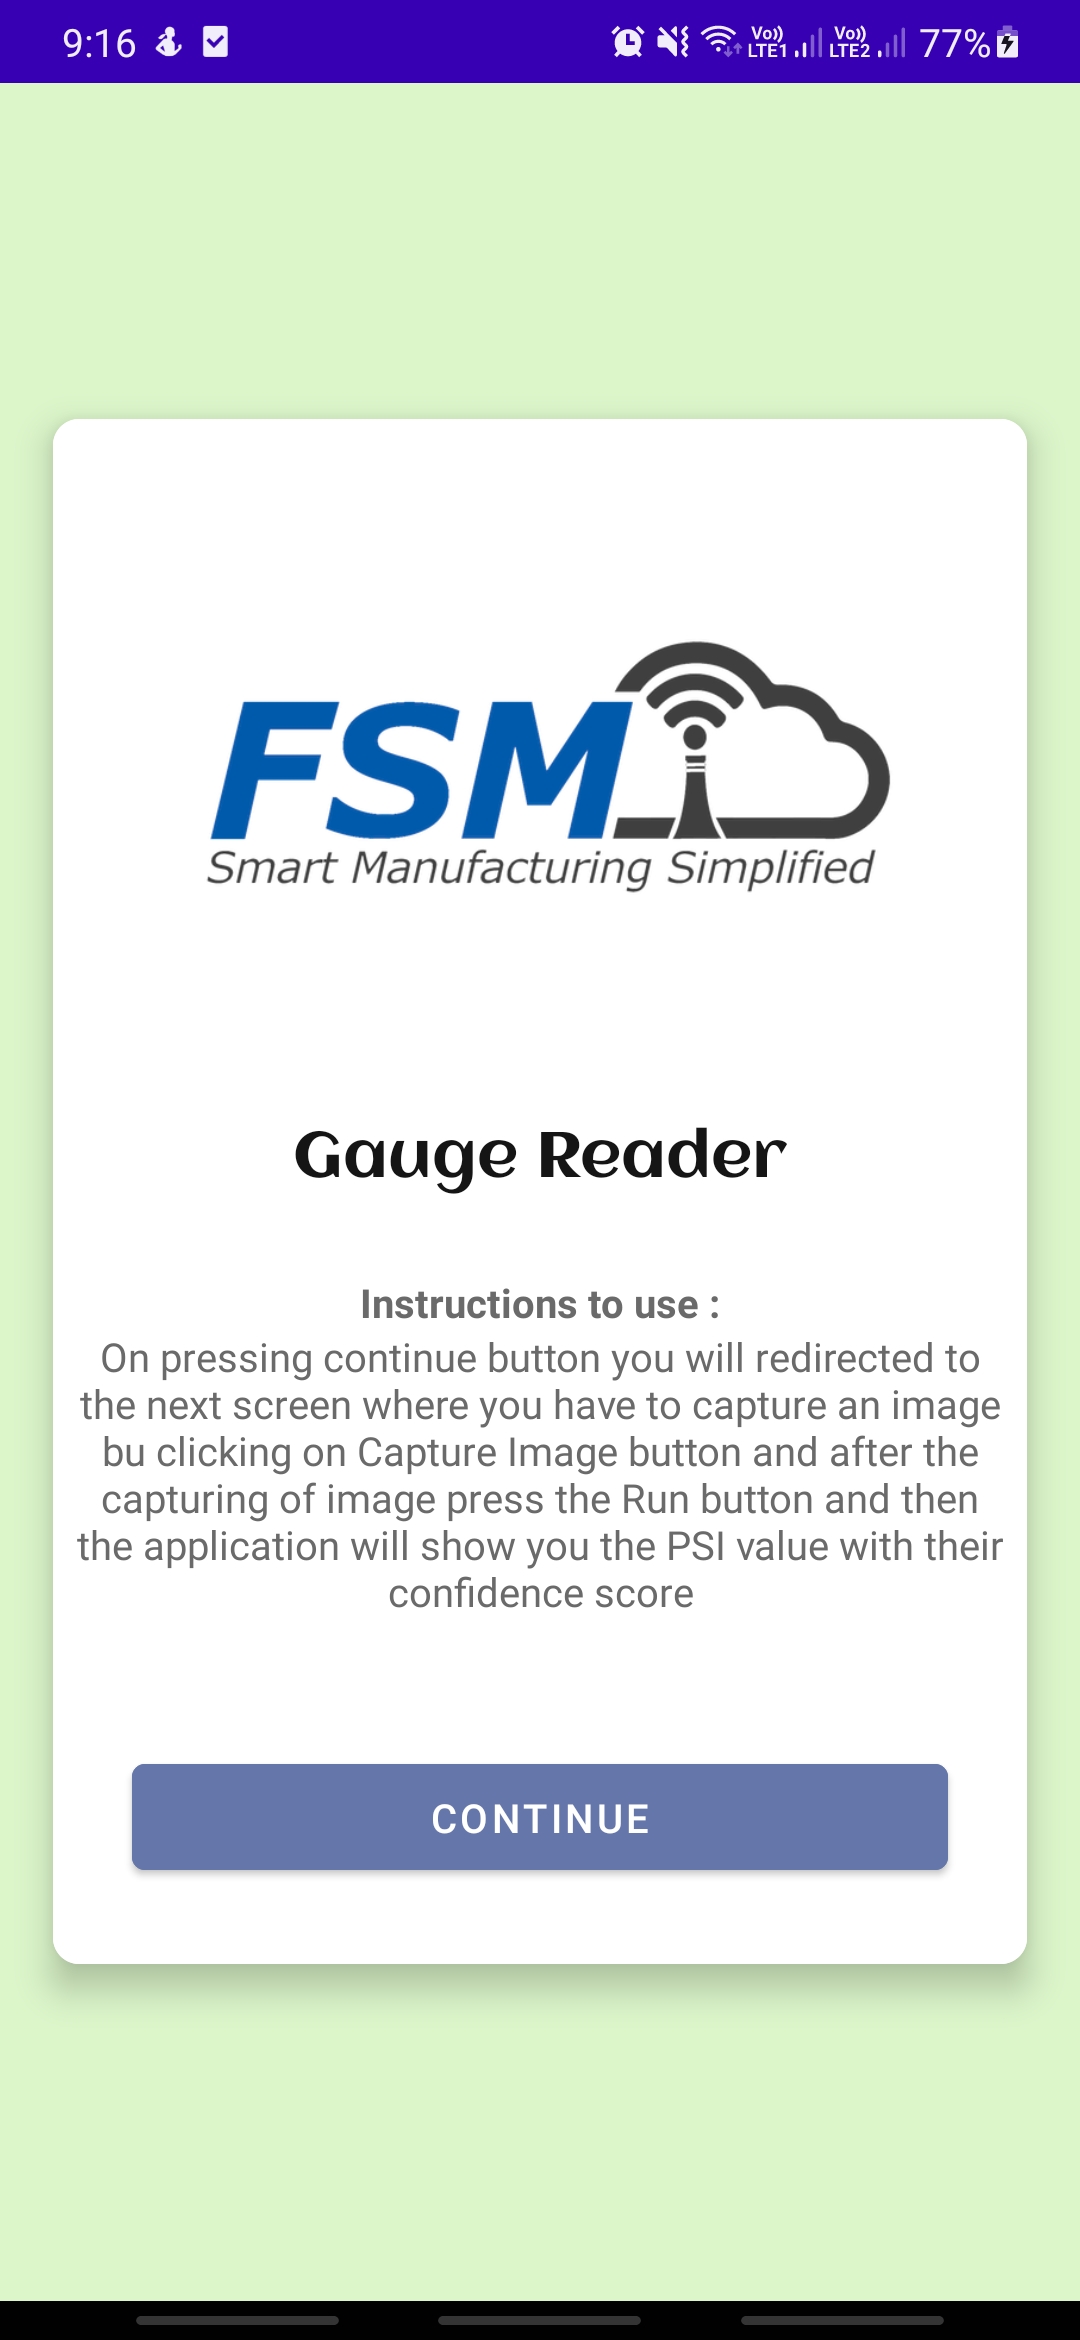 9:16
Vo)) LTE1 Vo)) LTE2 77%
FSM
Smart Manufacturing Simplified
Gauge Reader
Instructions to use :
On pressing continue button you will redirected to
the next screen where you have to capture an image
bu clicking on Capture Image button and after the
capturing of image press the Run button and then
the application will show you the PSI value with their
confidence score
CONTINUE